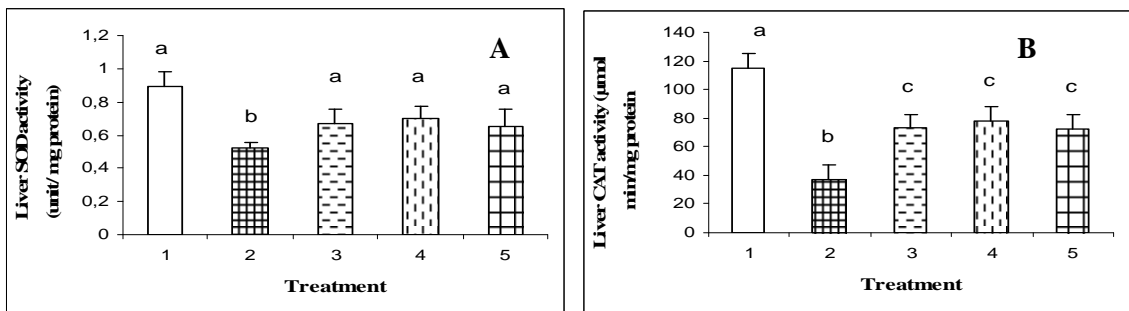 A
Liver SOD activity
(unit/ mg protein)
1,2
1
0,8
0,6
0,4
0,2
0
a
b
a
a
a
1 2 3 4 5
Treatment
B
Liver CAT activity (µmol
min/mg protein
140
120
100
80
60
40
20
0
a
b
c
c
c
1 2 3 4 5
Treatment